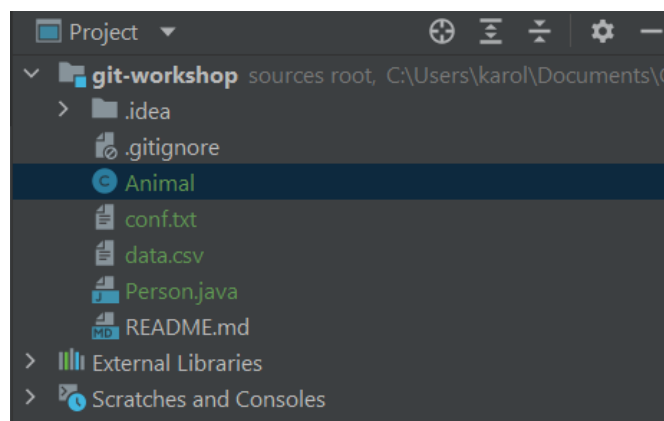 Project
git-workshop sources root, C:\Users\karol\Documents\
.idea
.gitignore
C Animal
conf.txt
data.csv
J Person.java
MD README.md
External Libraries
Scratches and Consoles